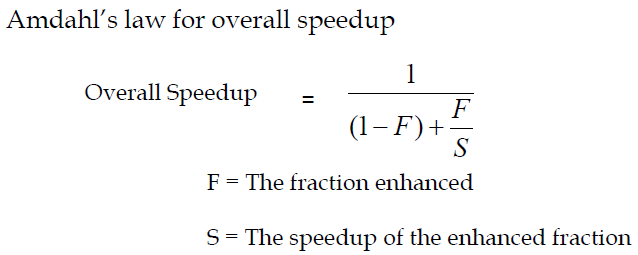 Amdahl's law for overall speedup
Overall Speedup = 1 / ((1 − F) + F / S)
F = The fraction enhanced
S = The speedup of the enhanced fraction